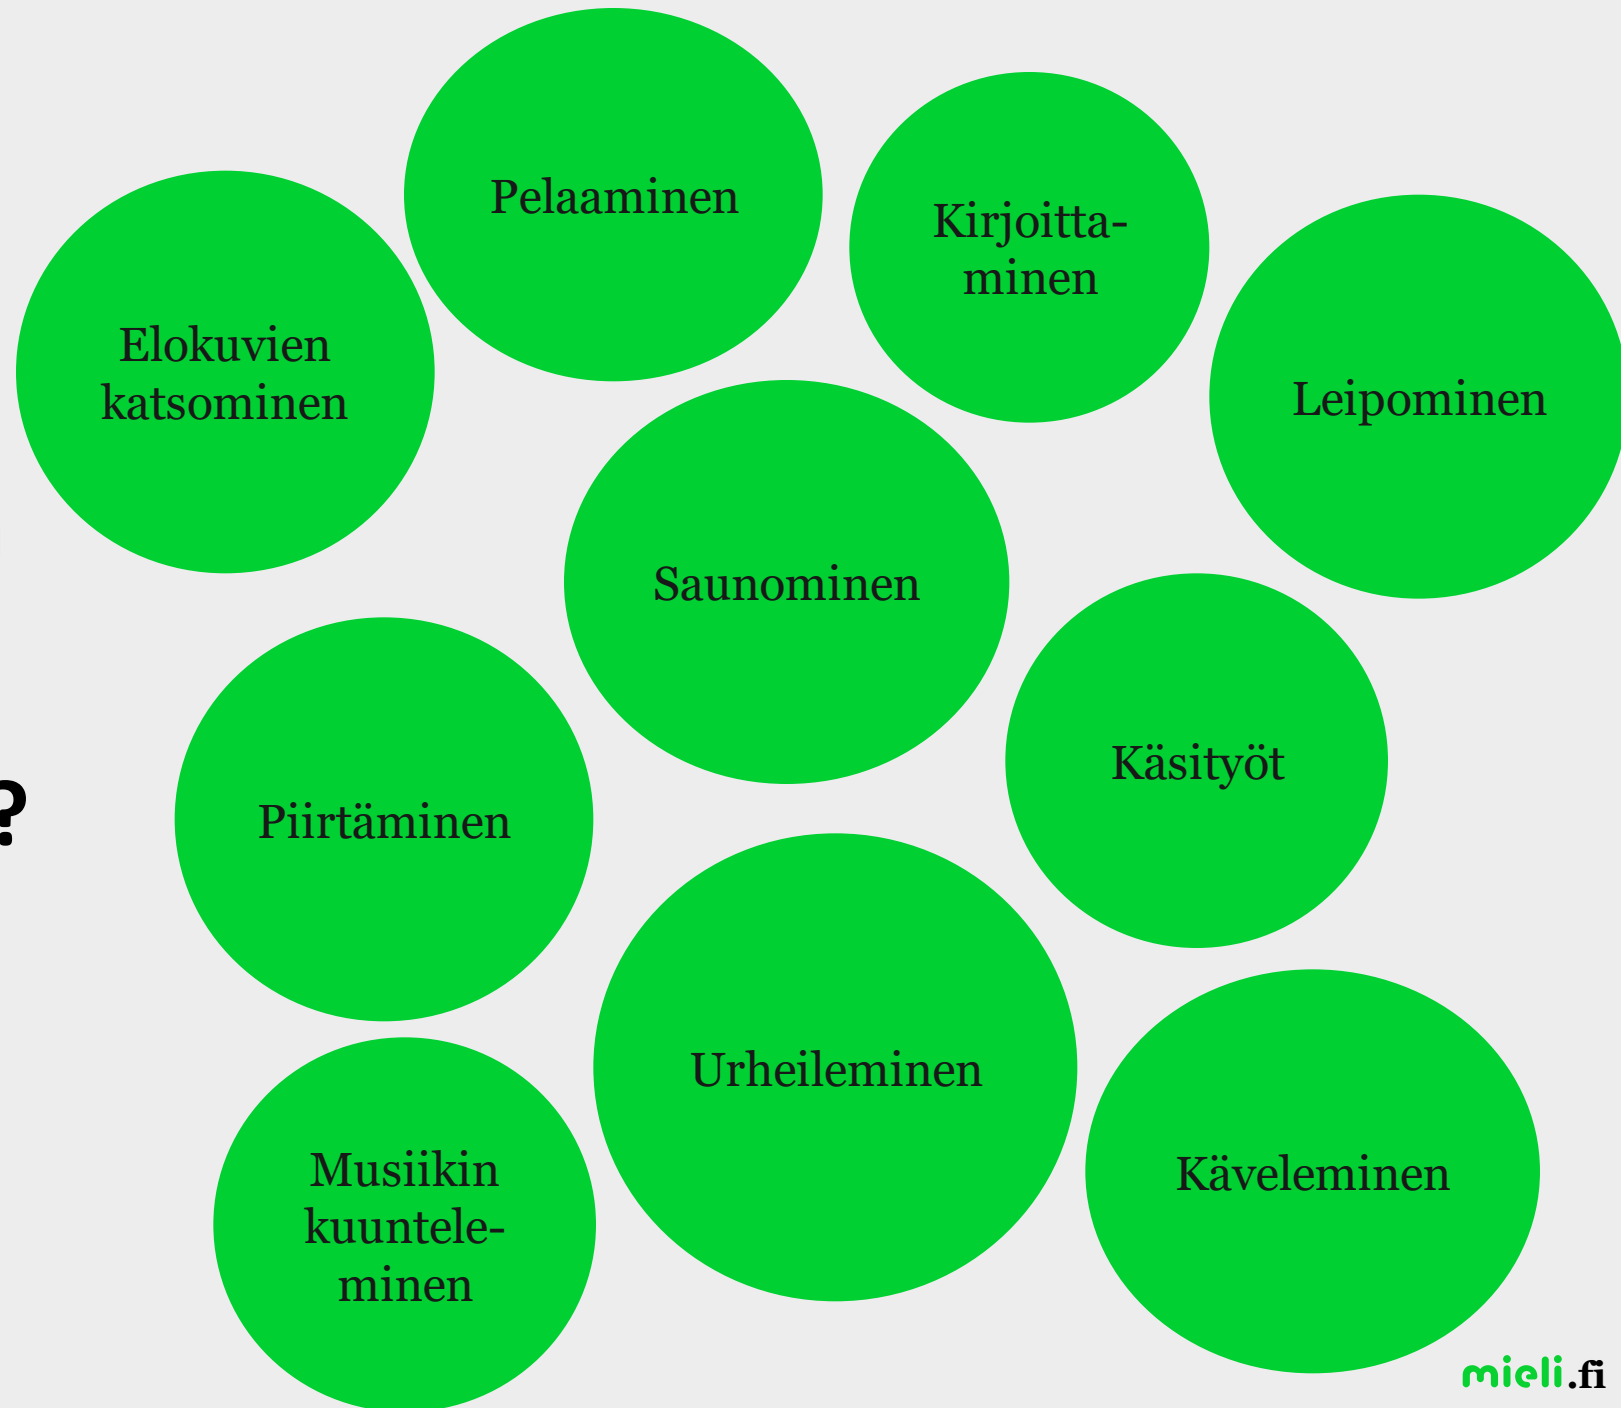 Pelaaminen
Kirjoitta-
minen
Elokuvien
katsominen
Leipominen
Saunominen
Käsityöt
?
Piirtäminen
Urheileminen
Musiikin
kuuntele-
minen
Käveleminen
mieli.fi